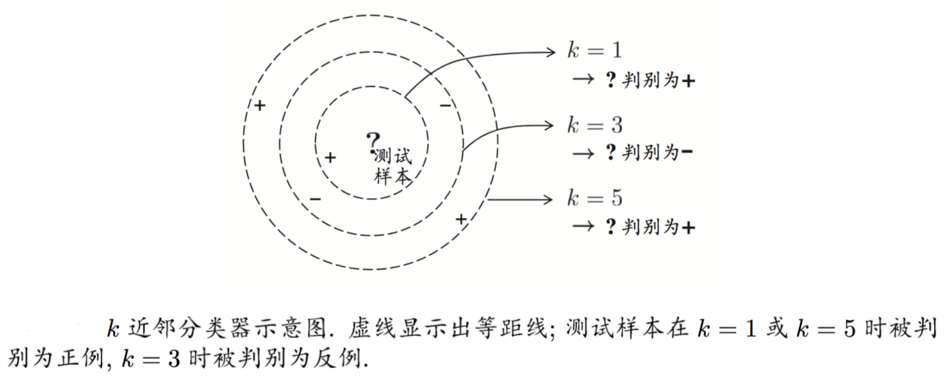 k = 1
→ ?判别为+
+
−
k = 3
?
+
测试
→ ?判别为−
样本
−
k = 5
+
→ ?判别为+
k 近邻分类器示意图. 虚线显示出等距线; 测试样本在 k = 1 或 k = 5 时被判
别为正例, k = 3 时被判别为反例.